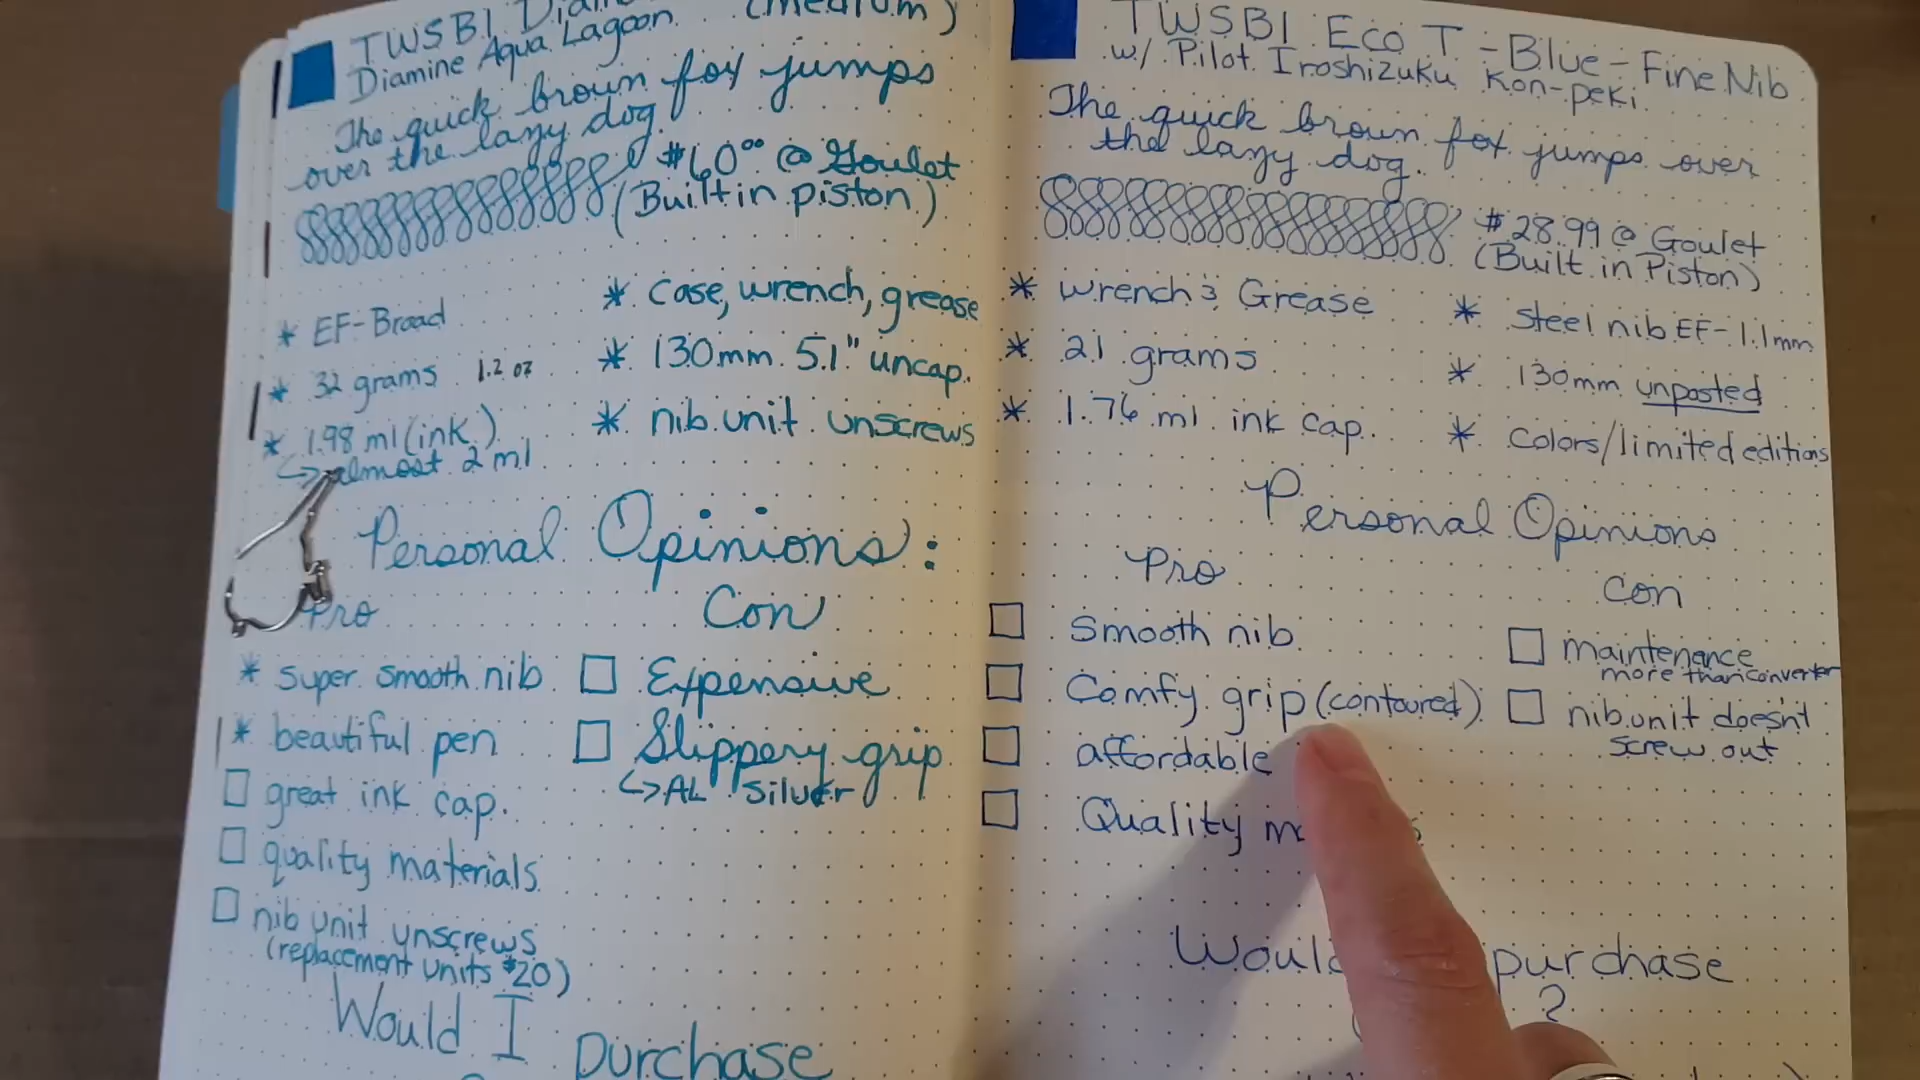 TWSBI
(Medium)
Diamine Aqua Lagoon
The quick brown fox jumps
over the lazy dog.
$60.00 @ Goulet
(Built in piston)
* EF-Broad
* 32 grams 1.2 oz
* 1.98 ml (ink)
↳ almost 2 ml
* case, wrench, grease
* 130mm 5.1" uncap.
* nib unit unscrews
Personal Opinions:
Pro
* super smooth nib
* beautiful pen
great ink cap.
quality materials
nib unit unscrews
(replacement units $20)
Con
Expensive
Slippery grip
↳ AL Silver
Would I
purchase
TWSBI Eco T - Blue - Fine Nib
w/ Pilot Iroshizuku Kon-peki
The quick brown fox jumps over
the lazy dog.
$28.99 @ Goulet
(Built in Piston)
* wrench & Grease
* 21 grams
* 1.76 ml ink cap.
* steel nib EF-1.1mm
* 130mm unposted
* Colors/limited editions
Personal Opinions
Pro
Smooth nib
Comfy grip (contoured)
affordable
Quality
Con
maintenence
more than converter
nib unit doesn't
screw out
purchase
?